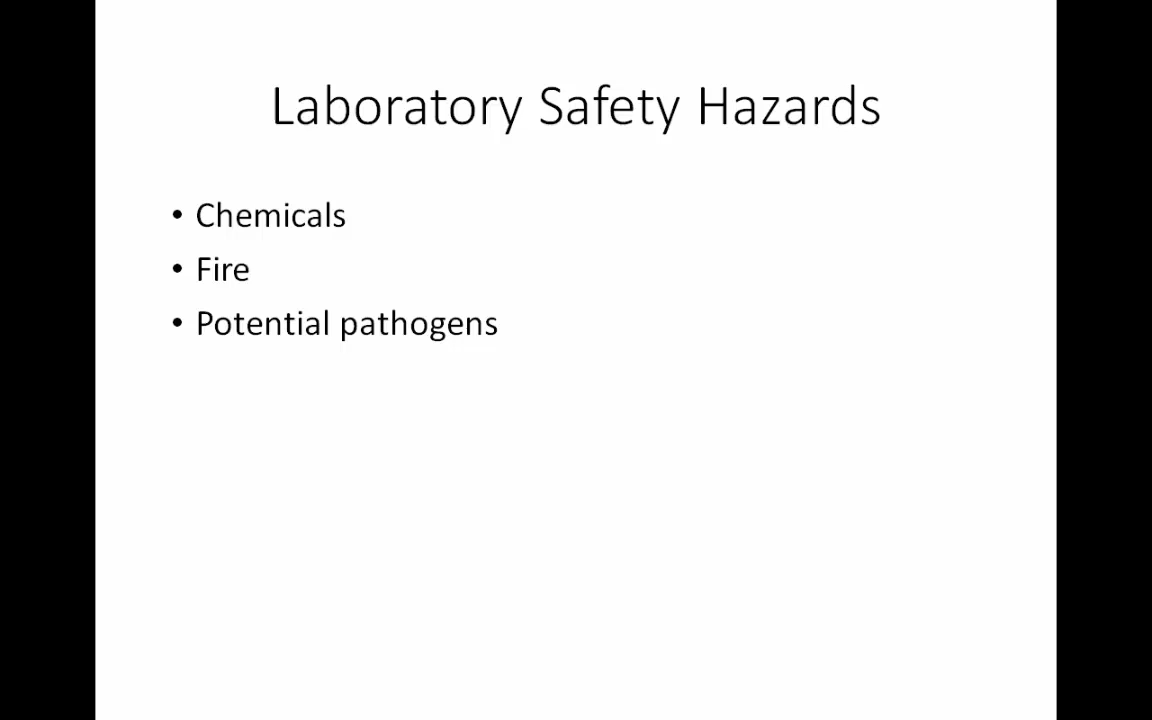 Laboratory Safety Hazards
• Chemicals
• Fire
• Potential pathogens